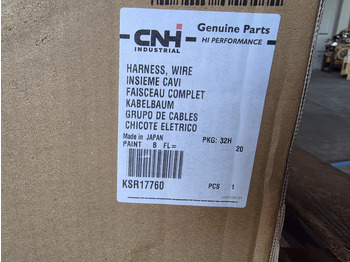 CNH
INDUSTRIAL
Genuine Parts
HI PERFORMANCE
HARNESS, WIRE
INSIEME CAVI
FAISCEAU COMPLET
KABELBAUM
GRUPO DE CABLES
CHICOTE ELETRICO
Made in JAPAN PKG: 32H
PAINT B FL= 20
KSR17760 PCS 1